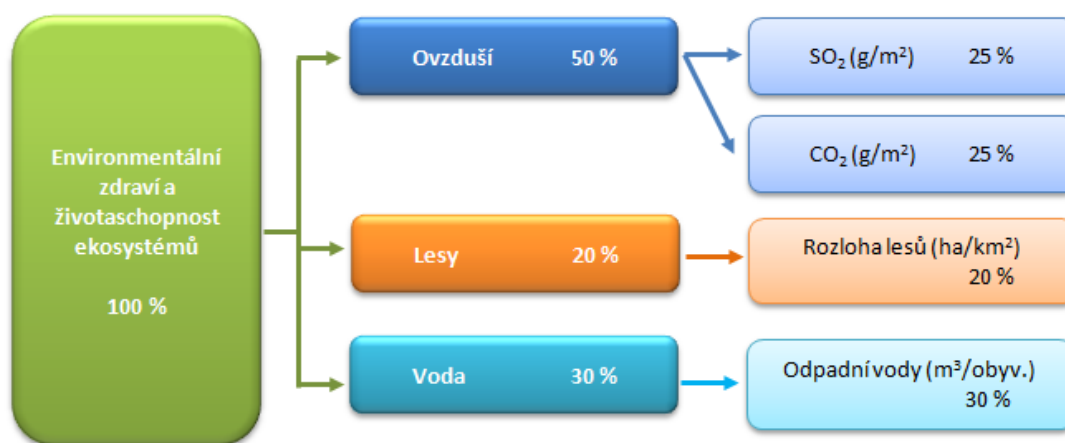 Environmentální
zdraví a
životaschopnost
ekosystémů
100 %
Ovzduší 50 %
SO₂ (g/m²) 25 %
CO₂ (g/m²) 25 %
Lesy 20 %
Rozloha lesů (ha/km²)
20 %
Voda 30 %
Odpadní vody (m³/obyv.)
30 %